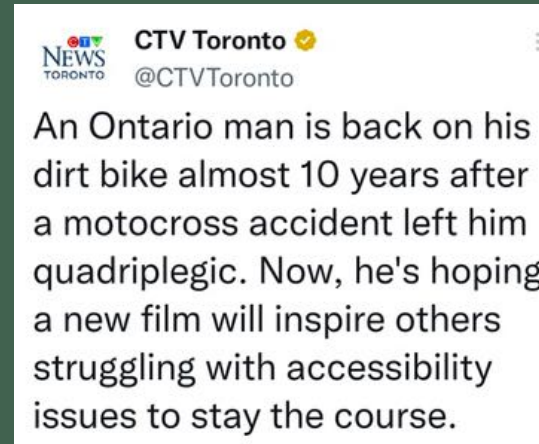 CTV
NEWS
TORONTO
CTV Toronto
@CTVToronto
An Ontario man is back on his
dirt bike almost 10 years after
a motocross accident left him
quadriplegic. Now, he's hoping
a new film will inspire others
struggling with accessibility
issues to stay the course.